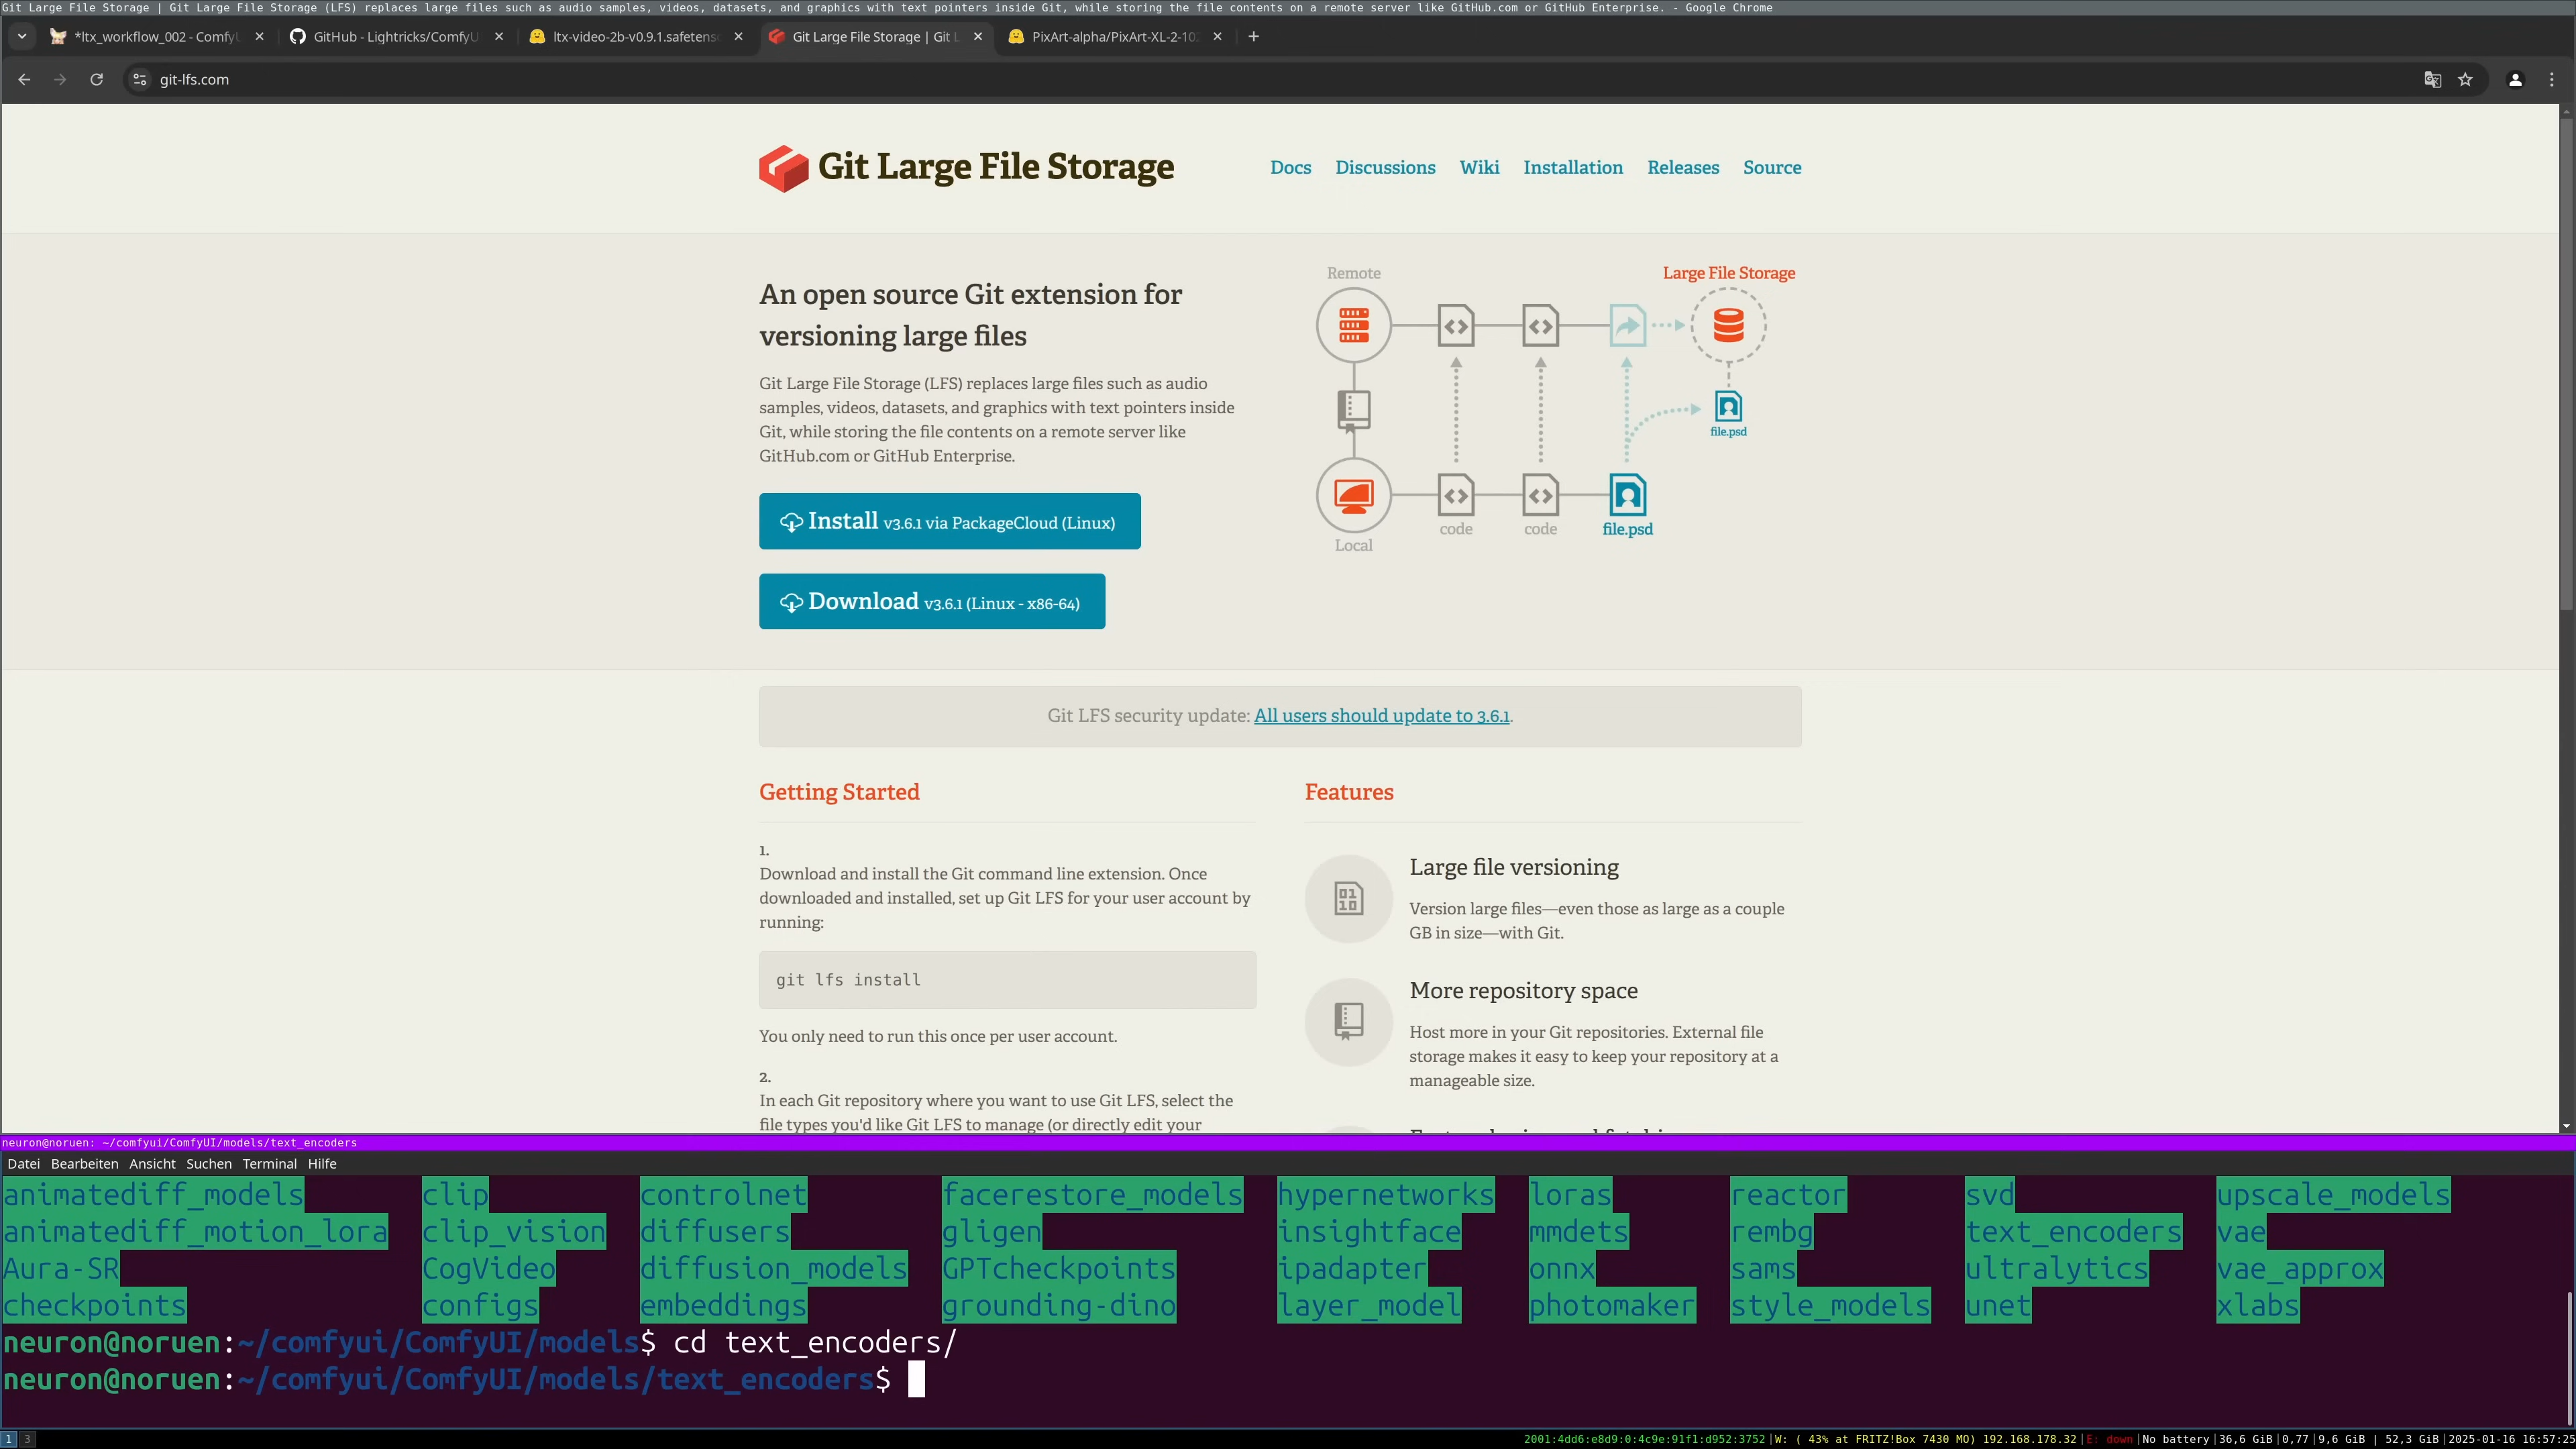 Git Large File Storage | Git Large File Storage (LFS) replaces large files such as audio samples, videos, datasets, and graphics with text pointers inside Git, while storing the file contents on a remote server like GitHub.com or GitHub Enterprise. - Google Chrome
*ltx_workflow_002 - ComfyU
GitHub - Lightricks/ComfyU
ltx-video-2b-v0.9.1.safetens
Git Large File Storage | Git L
PixArt-alpha/PixArt-XL-2-10
git-lfs.com
Git Large File Storage
Docs Discussions Wiki Installation Releases Source
An open source Git extension for
versioning large files
Git Large File Storage (LFS) replaces large files such as audio
samples, videos, datasets, and graphics with text pointers inside
Git, while storing the file contents on a remote server like
GitHub.com or GitHub Enterprise.
Install v3.6.1 via PackageCloud (Linux)
Download v3.6.1 (Linux - x86-64)
Remote
Large File Storage
file.psd
code
code
file.psd
Local
Git LFS security update: All users should update to 3.6.1.
Getting Started
1.
Download and install the Git command line extension. Once
downloaded and installed, set up Git LFS for your user account by
running:
git lfs install
You only need to run this once per user account.
2.
In each Git repository where you want to use Git LFS, select the
file types you'd like Git LFS to manage (or directly edit your
Features
Large file versioning
Version large files—even those as large as a couple
GB in size—with Git.
More repository space
Host more in your Git repositories. External file
storage makes it easy to keep your repository at a
manageable size.
neuron@noruen: ~/comfyui/ComfyUI/models/text_encoders
Datei Bearbeiten Ansicht Suchen Terminal Hilfe
animatediff_models clip controlnet facerestore_models hypernetworks loras reactor svd upscale_models
animatediff_motion_lora clip_vision diffusers gligen insightface mmdets rembg text_encoders vae
Aura-SR CogVideo diffusion_models GPTcheckpoints ipadapter onnx sams ultralytics vae_approx
checkpoints configs embeddings grounding-dino layer_model photomaker style_models unet xlabs
neuron@noruen:~/comfyui/ComfyUI/models$ cd text_encoders/
neuron@noruen:~/comfyui/ComfyUI/models/text_encoders$
1 3
2001:4dd6:e8d9:0:4c9e:91f1:d952:3752|W: ( 43% at FRITZ!Box 7430 MO) 192.168.178.32|E: down|No battery|36,6 GiB|0,77|9,6 GiB | 52,3 GiB|2025-01-16 16:57:23